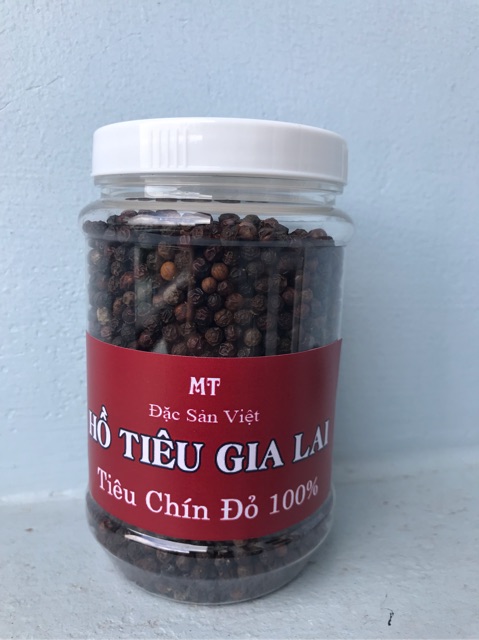 MT
Đặc Sản Việt
HỒ TIÊU GIA LAI
Tiêu Chín Đỏ 100%